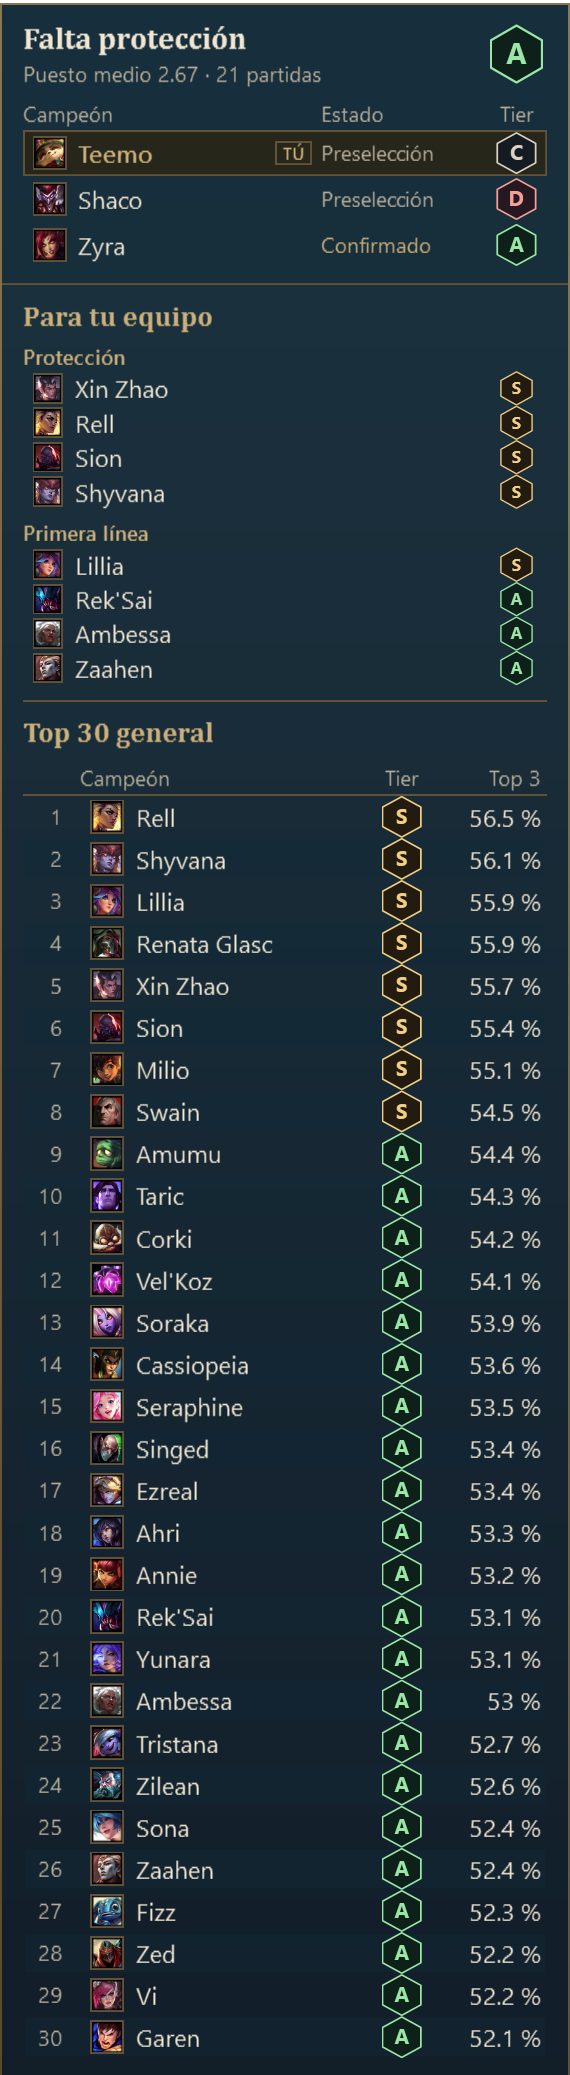 Falta protección
A
Puesto medio 2.67 · 21 partidas
Campeón Estado Tier
Teemo TÚ Preselección C
Shaco Preselección D
Zyra Confirmado A
Para tu equipo
Protección
Xin Zhao S
Rell S
Sion S
Shyvana S
Primera línea
Lillia S
Rek'Sai A
Ambessa A
Zaahen A
Top 30 general
Campeón Tier Top 3
1 Rell S 56.5 %
2 Shyvana S 56.1 %
3 Lillia S 55.9 %
4 Renata Glasc S 55.9 %
5 Xin Zhao S 55.7 %
6 Sion S 55.4 %
7 Milio S 55.1 %
8 Swain S 54.5 %
9 Amumu A 54.4 %
10 Taric A 54.3 %
11 Corki A 54.2 %
12 Vel'Koz A 54.1 %
13 Soraka A 53.9 %
14 Cassiopeia A 53.6 %
15 Seraphine A 53.5 %
16 Singed A 53.4 %
17 Ezreal A 53.4 %
18 Ahri A 53.3 %
19 Annie A 53.2 %
20 Rek'Sai A 53.1 %
21 Yunara A 53.1 %
22 Ambessa A 53 %
23 Tristana A 52.7 %
24 Zilean A 52.6 %
25 Sona A 52.4 %
26 Zaahen A 52.4 %
27 Fizz A 52.3 %
28 Zed A 52.2 %
29 Vi A 52.2 %
30 Garen A 52.1 %